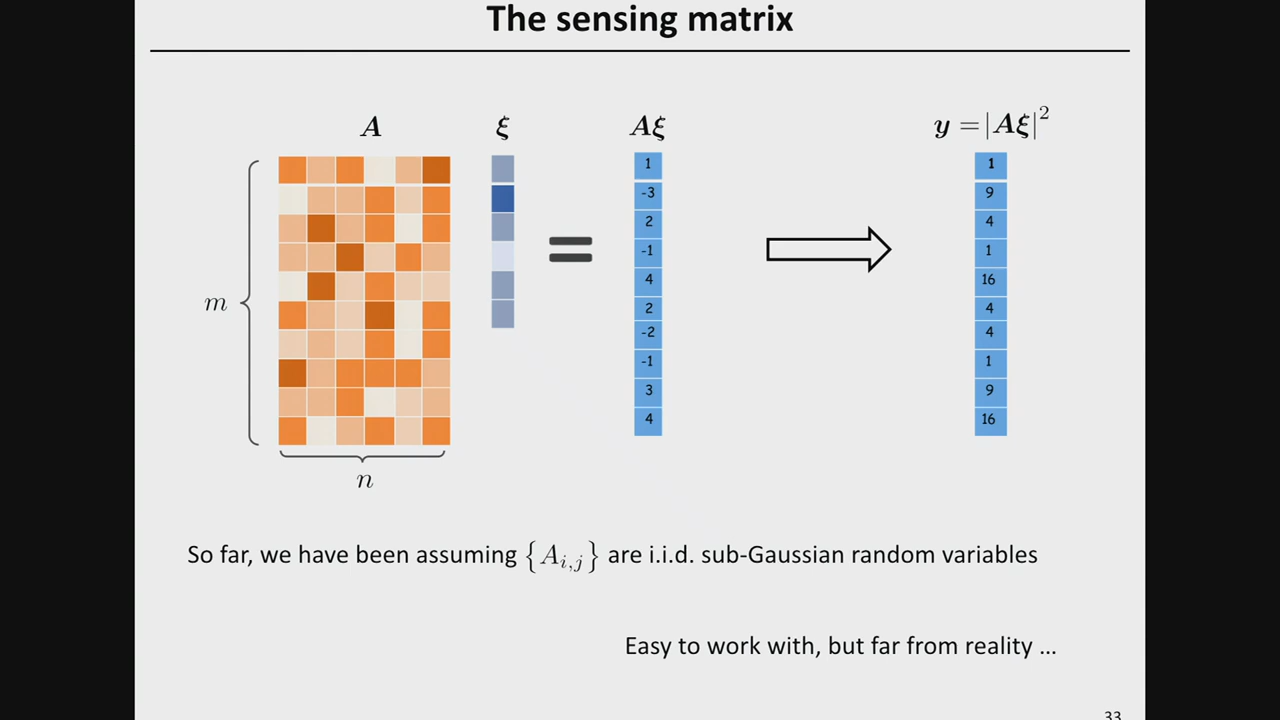 The sensing matrix
A ξ Aξ y =|Aξ|²
1 1
-3 9
2 4
-1 1
4 16
2 4
-2 4
-1 1
3 9
4 16
m
n
So far, we have been assuming {A_{i,j}} are i.i.d. sub-Gaussian random variables
Easy to work with, but far from reality ...
33